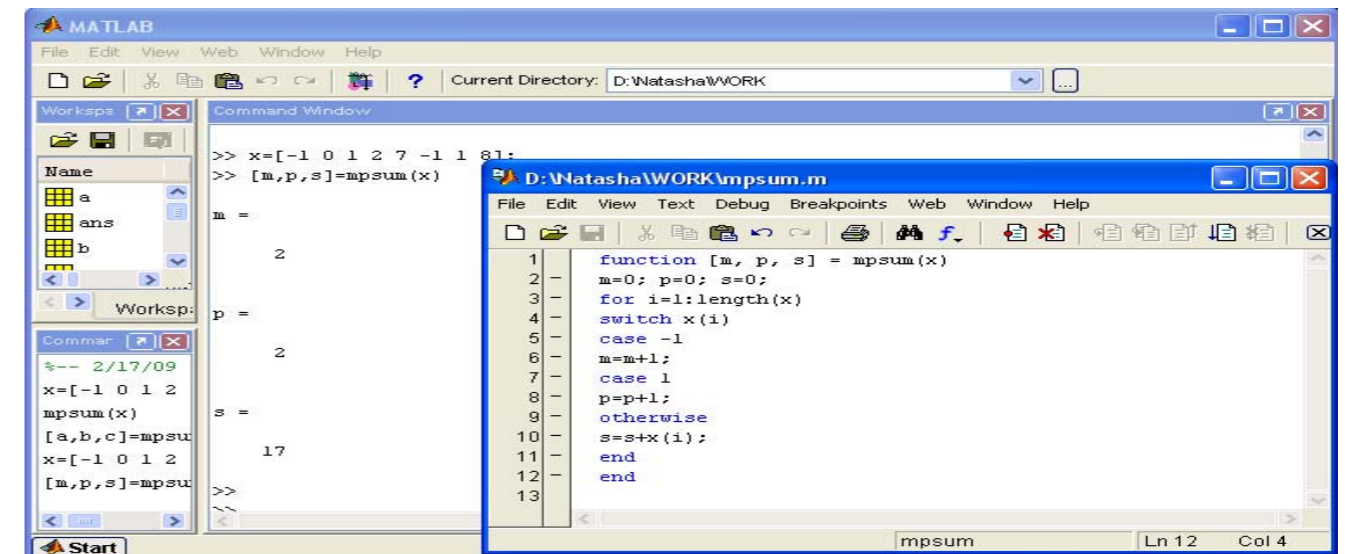 MATLAB
File Edit View Web Window Help
? Current Directory: D:\Natasha\WORK ...
Workspa
Name
a
ans
b
Worksp
Commar
%-- 2/17/09
x=[-1 0 1 2
mpsum(x)
[a,b,c]=mpsu
x=[-1 0 1 2
[m,p,s]=mpsu
Start
Command Window
>> x=[-1 0 1 2 7 -1 1 8];
>> [m,p,s]=mpsum(x)
m =
2
p =
2
s =
17
>>
>>
D:\Natasha\WORK\mpsum.m
File Edit View Text Debug Breakpoints Web Window Help
1 function [m, p, s] = mpsum(x)
2 – m=0; p=0; s=0;
3 – for i=1:length(x)
4 – switch x(i)
5 – case -1
6 – m=m+1;
7 – case 1
8 – p=p+1;
9 – otherwise
10 – s=s+x(i);
11 – end
12 – end
13
mpsum Ln 12 Col 4